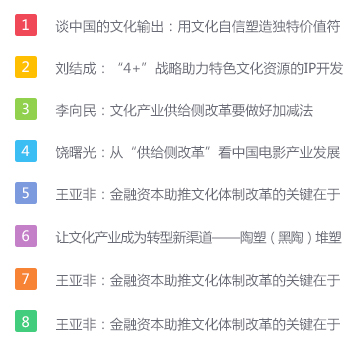 1 谈中国的文化输出：用文化自信塑造独特价值符
2 刘结成：“4+”战略助力特色文化资源的IP开发
3 李向民：文化产业供给侧改革要做好加减法
4 饶曙光：从“供给侧改革”看中国电影产业发展
5 王亚非：金融资本助推文化体制改革的关键在于
6 让文化产业成为转型新渠道——陶塑（黑陶）堆塑
7 王亚非：金融资本助推文化体制改革的关键在于
8 王亚非：金融资本助推文化体制改革的关键在于